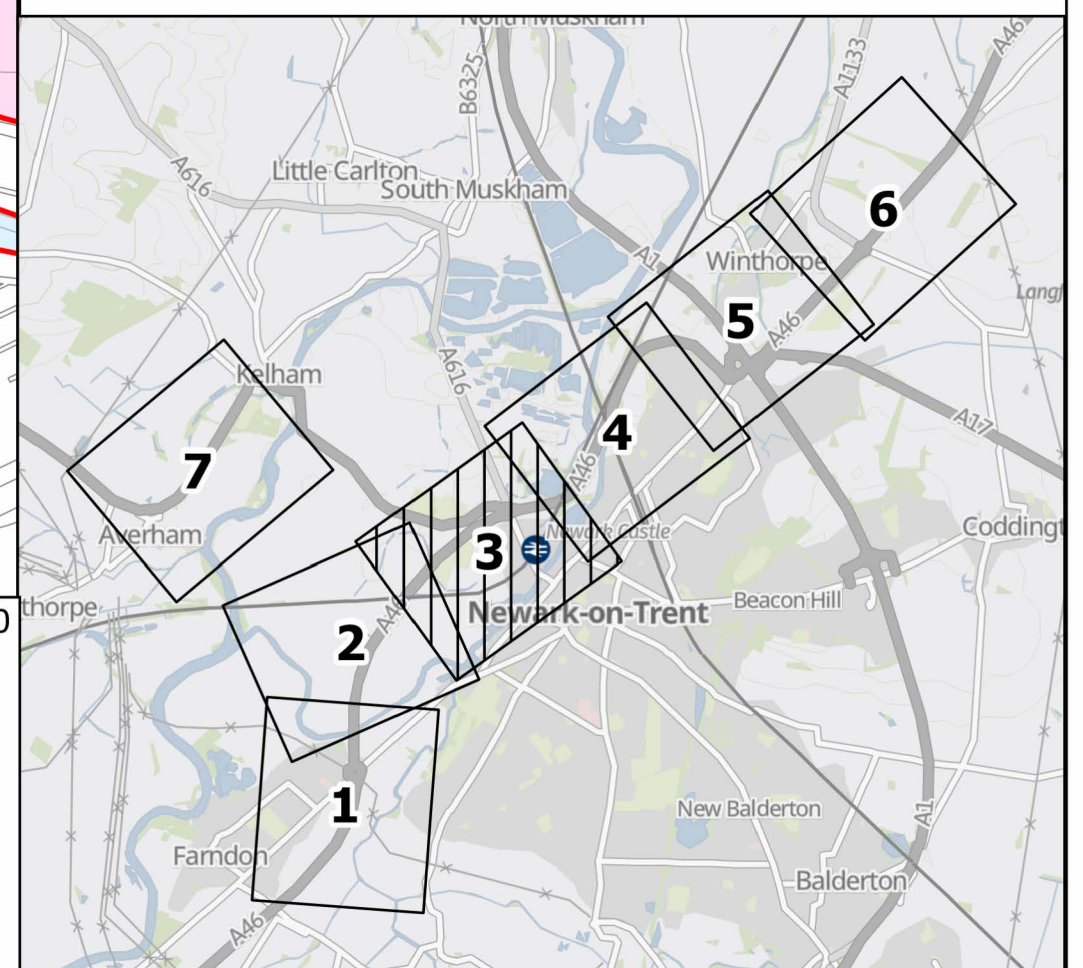 North Muskham
A46
A1133
B6325
A616
Little Carlton
South Muskham
6
A1
Winthorpe
5
A46
Kelham
A616
A17
4
7
A46
Averham
Newark Castle
Coddingt
3
thorpe
0
A46
Newark-on-Trent
Beacon Hill
2
1
New Balderton
A1
Farndon
Balderton
A46